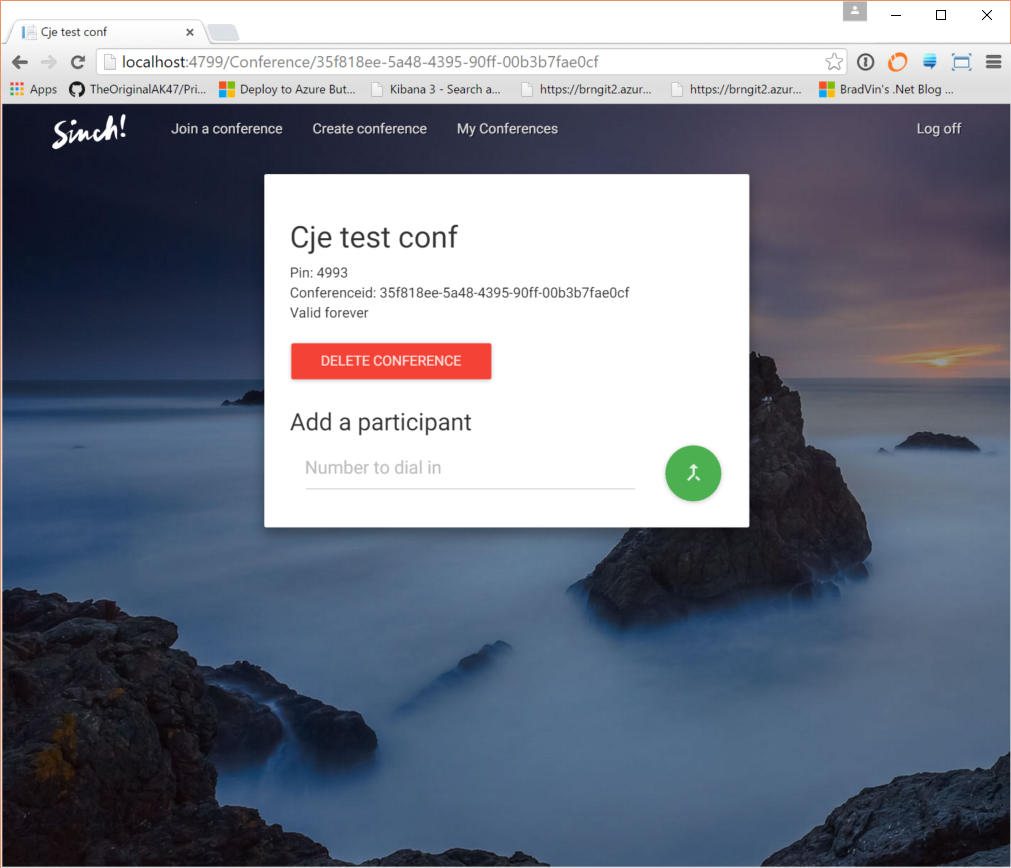 Cje test conf
localhost:4799/Conference/35f818ee-5a48-4395-90ff-00b3b7fae0cf
Apps TheOriginalAK47/Pri... Deploy to Azure But... Kibana 3 - Search a... https://brngit2.azur... https://brngit2.azur... BradVin's .Net Blog ...
Sinch! Join a conference Create conference My Conferences Log off
Cje test conf
Pin: 4993
Conferenceid: 35f818ee-5a48-4395-90ff-00b3b7fae0cf
Valid forever
DELETE CONFERENCE
Add a participant
Number to dial in